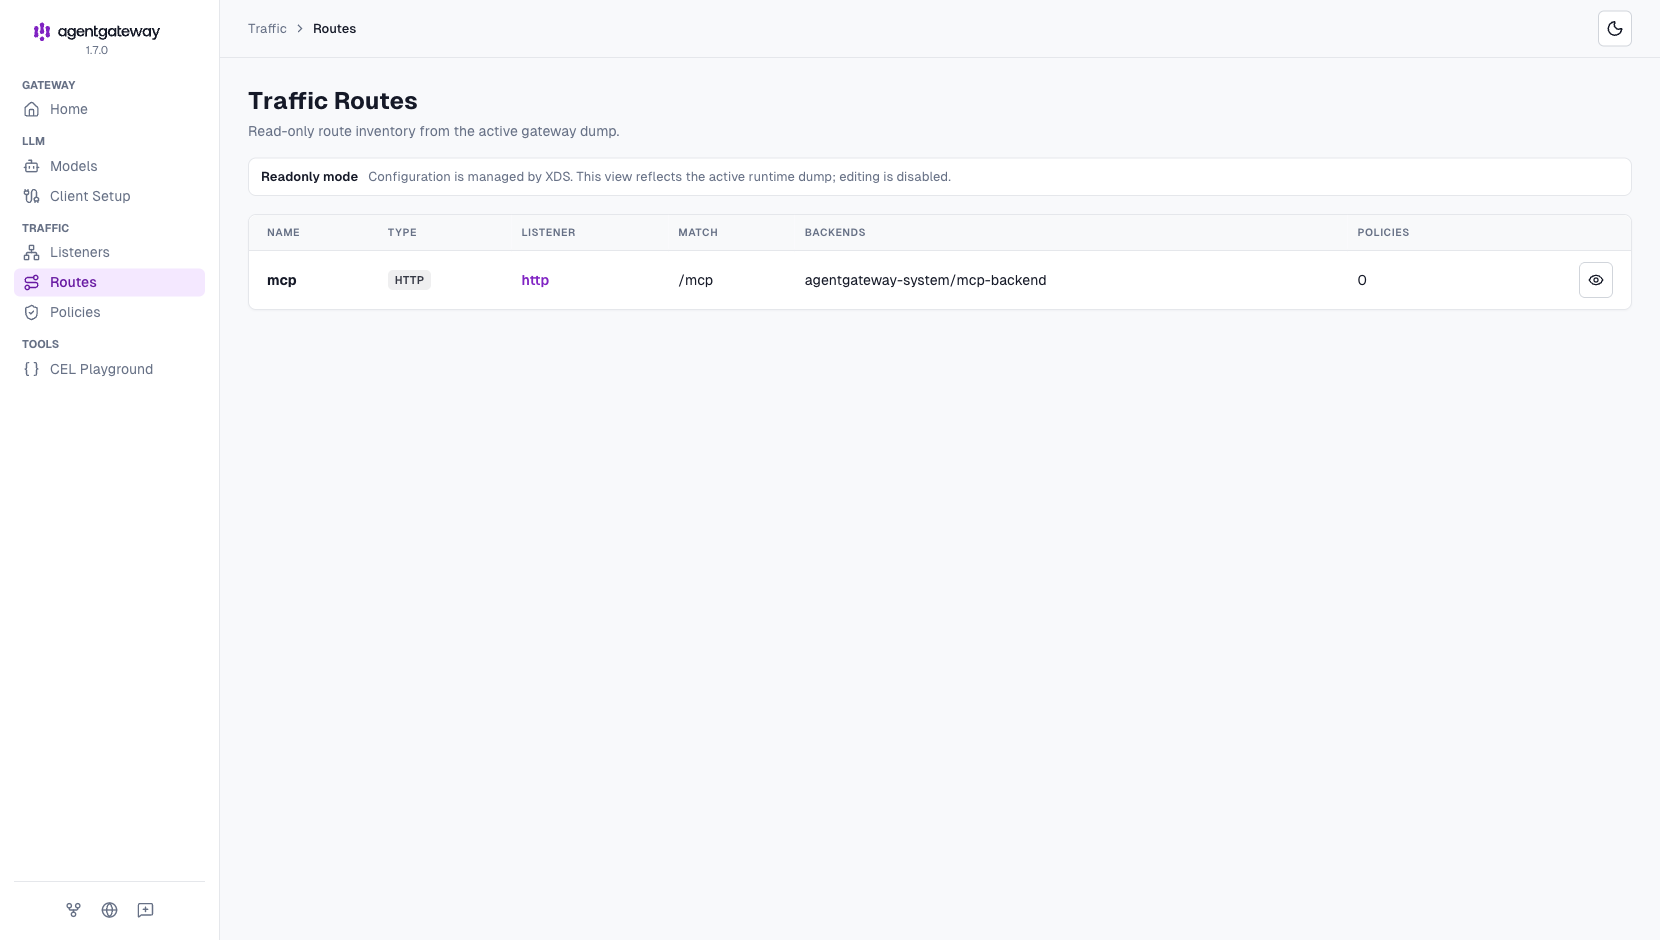 agentgateway
1.7.0
GATEWAY
Home
LLM
Models
Client Setup
TRAFFIC
Listeners
Routes
Policies
TOOLS
CEL Playground
Traffic > Routes
Traffic Routes
Read-only route inventory from the active gateway dump.
Readonly mode Configuration is managed by XDS. This view reflects the active runtime dump; editing is disabled.
NAME TYPE LISTENER MATCH BACKENDS POLICIES
mcp HTTP http /mcp agentgateway-system/mcp-backend 0